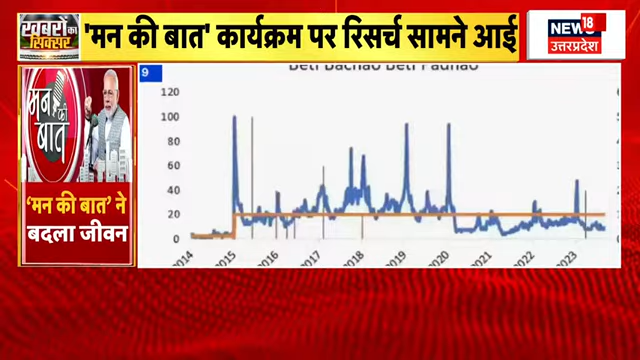 खबरों का
सिक्सर
'मन की बात' कार्यक्रम पर रिसर्च सामने आई
NEWS 18
उत्तरप्रदेश
9
Beti Bachao Beti Padhao
मन
की
बात
'मन की बात' ने
बदला जीवन
120
100
80
60
40
20
0
2014
2015
2016
2017
2018
2019
2020
2021
2022
2023